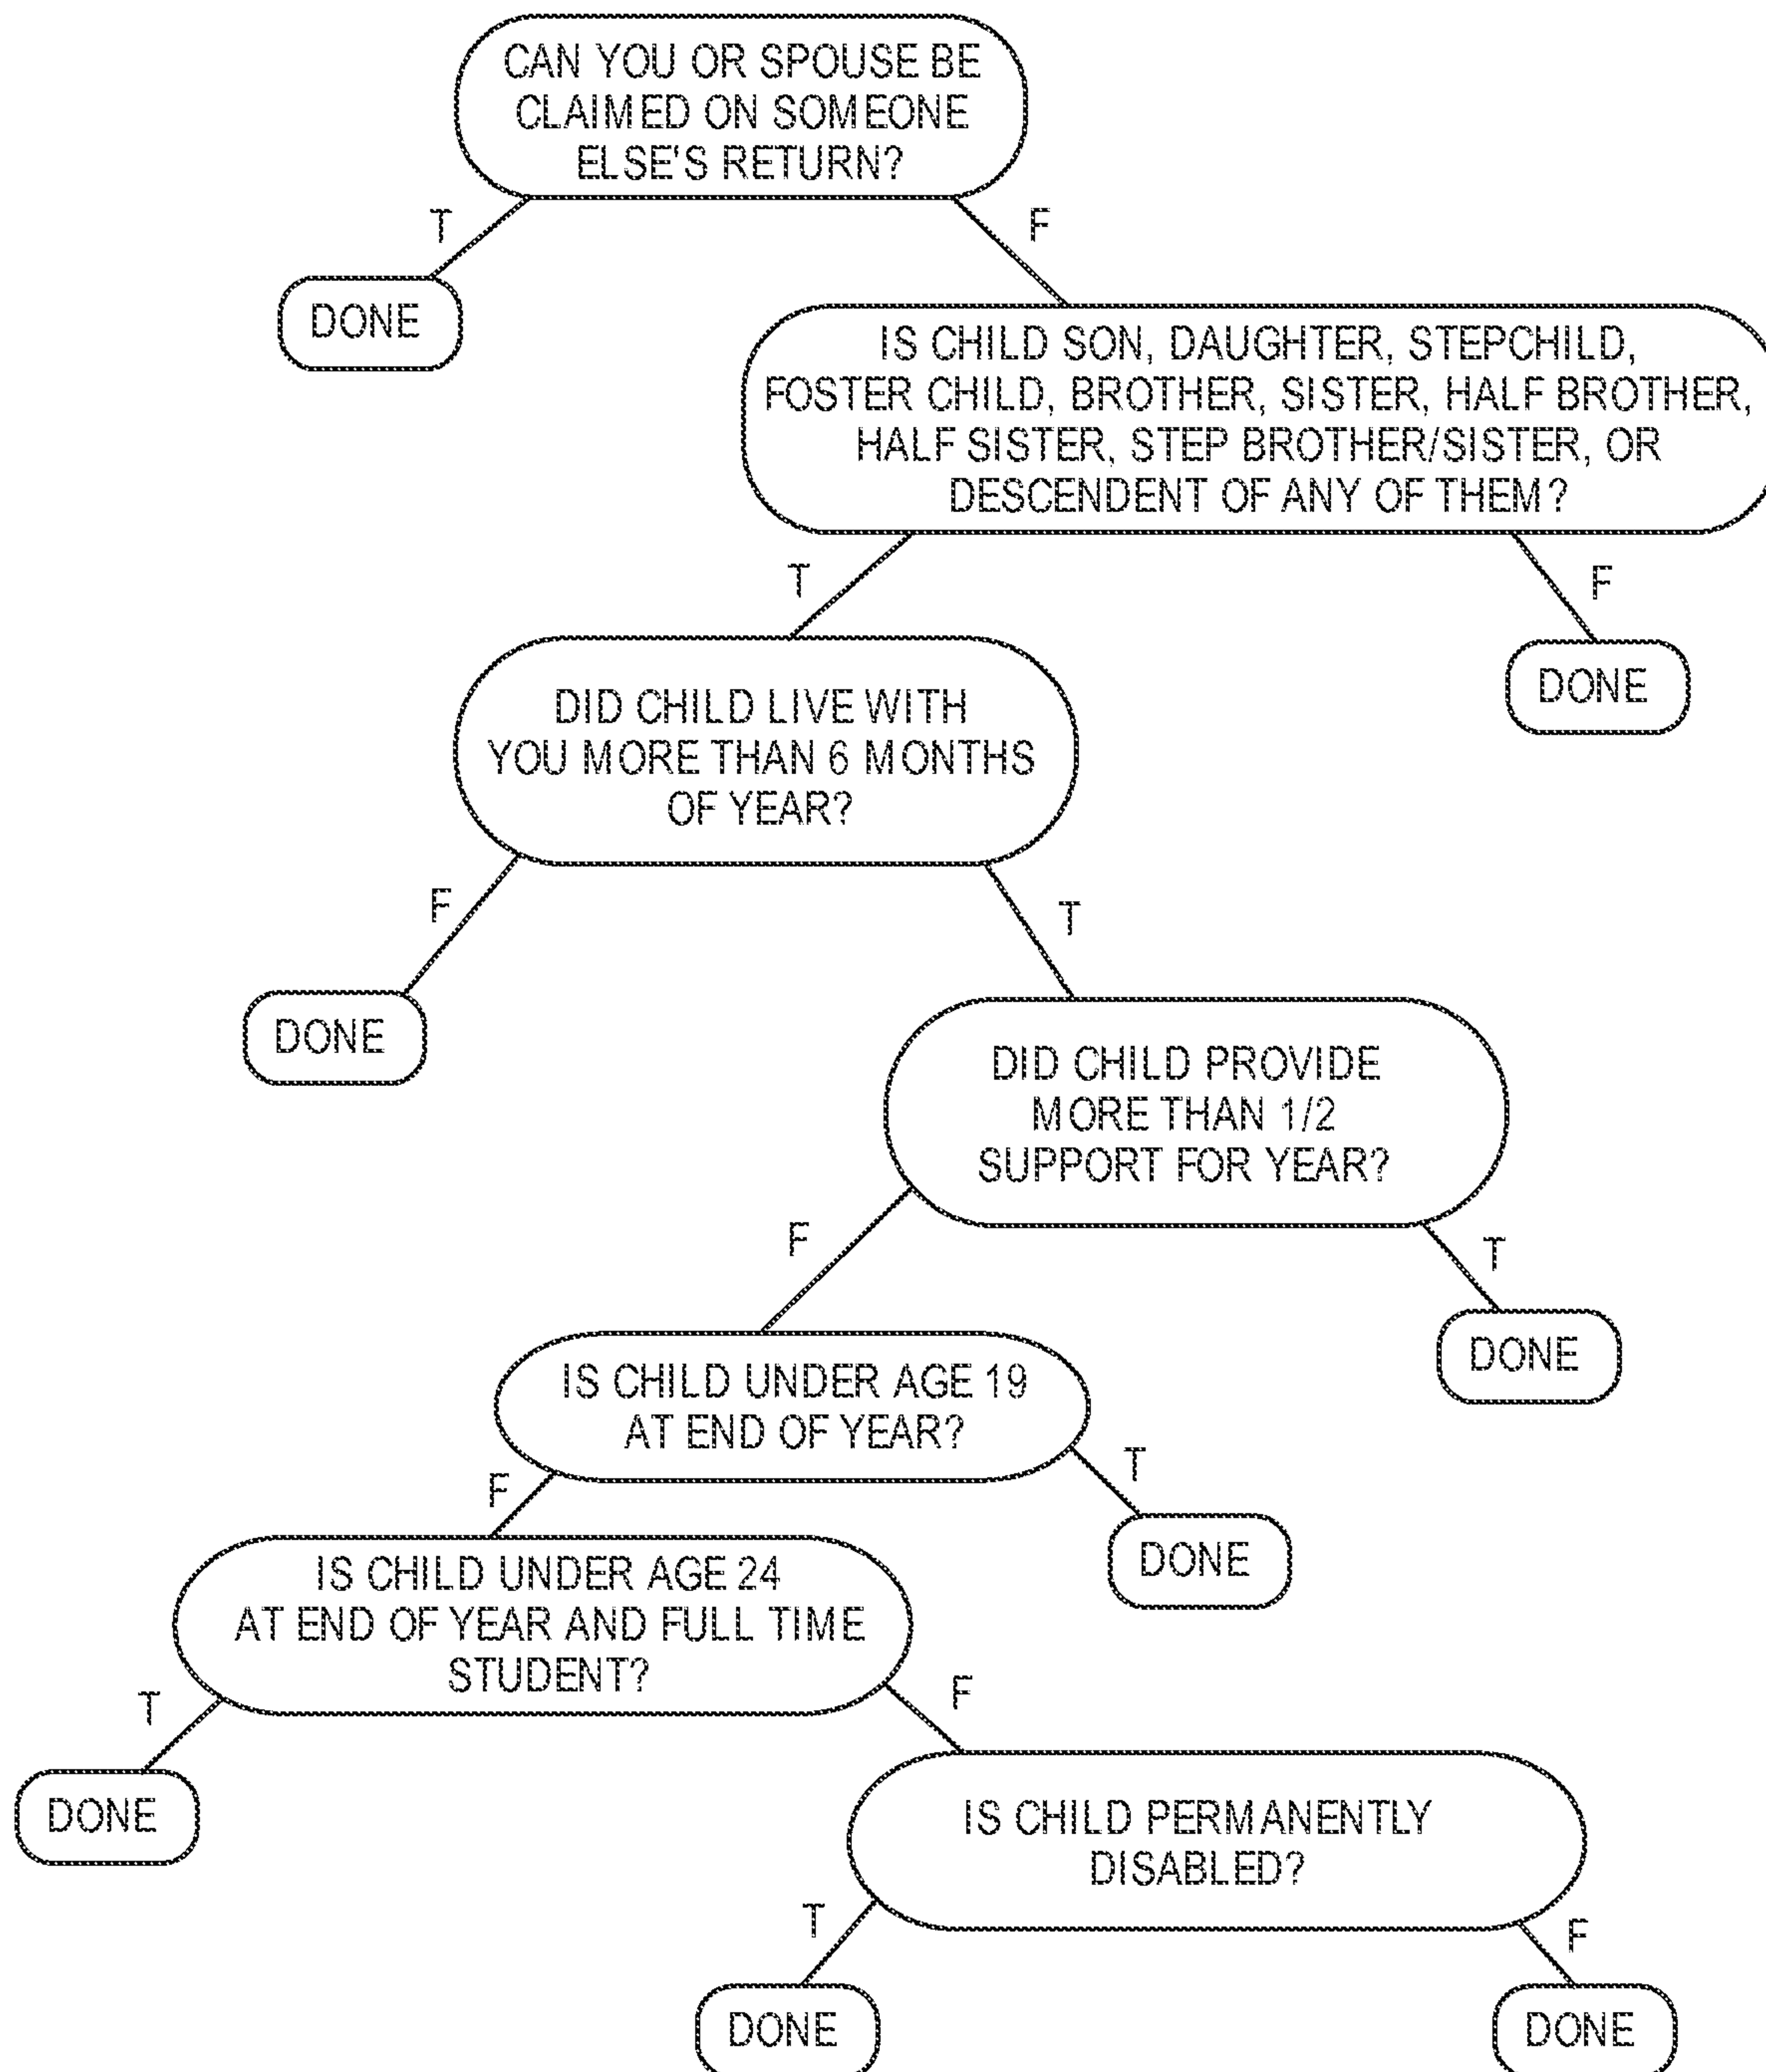 CAN YOU OR SPOUSE BE
CLAIMED ON SOMEONE
ELSE'S RETURN?
T
F
DONE
IS CHILD SON, DAUGHTER, STEPCHILD,
FOSTER CHILD, BROTHER, SISTER, HALF BROTHER,
HALF SISTER, STEP BROTHER/SISTER, OR
DESCENDENT OF ANY OF THEM?
T
F
DID CHILD LIVE WITH
YOU MORE THAN 6 MONTHS
OF YEAR?
DONE
F
T
DONE
DID CHILD PROVIDE
MORE THAN 1/2
SUPPORT FOR YEAR?
F
T
DONE
IS CHILD UNDER AGE 19
AT END OF YEAR?
F
T
DONE
IS CHILD UNDER AGE 24
AT END OF YEAR AND FULL TIME
STUDENT?
T
F
DONE
IS CHILD PERMANENTLY
DISABLED?
T
F
DONE
DONE